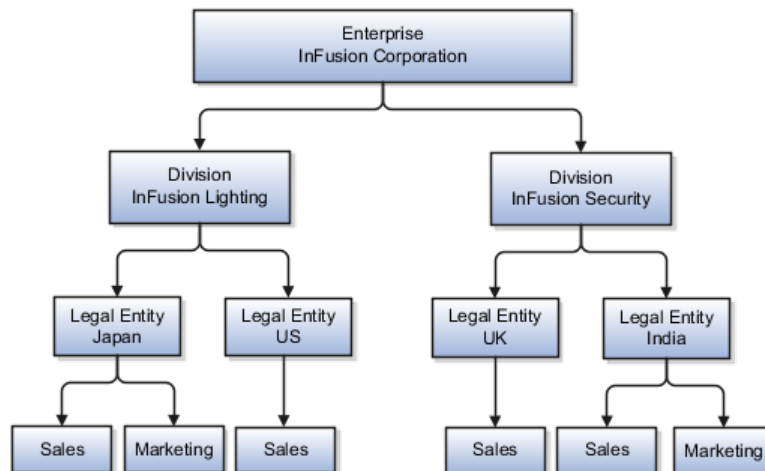 Enterprise
InFusion Corporation
Division
InFusion Lighting
Division
InFusion Security
Legal Entity
Japan
Legal Entity
US
Legal Entity
UK
Legal Entity
India
Sales
Marketing
Sales
Sales
Sales
Marketing